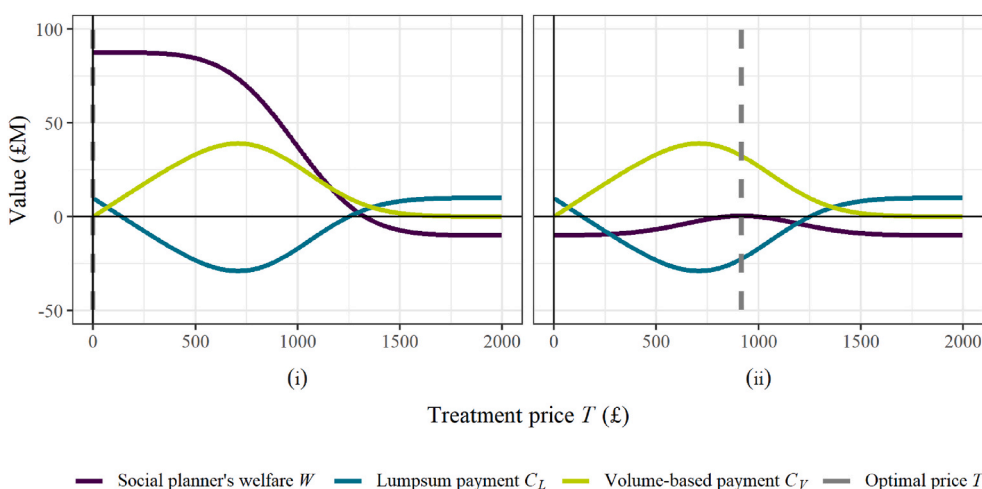 100
50
0
-50
Value (£M)
0 500 1000 1500 2000
0 500 1000 1500 2000
(i) (ii)
Treatment price T (£)
Social planner's welfare W Lumpsum payment C_L Volume-based payment C_V Optimal price T